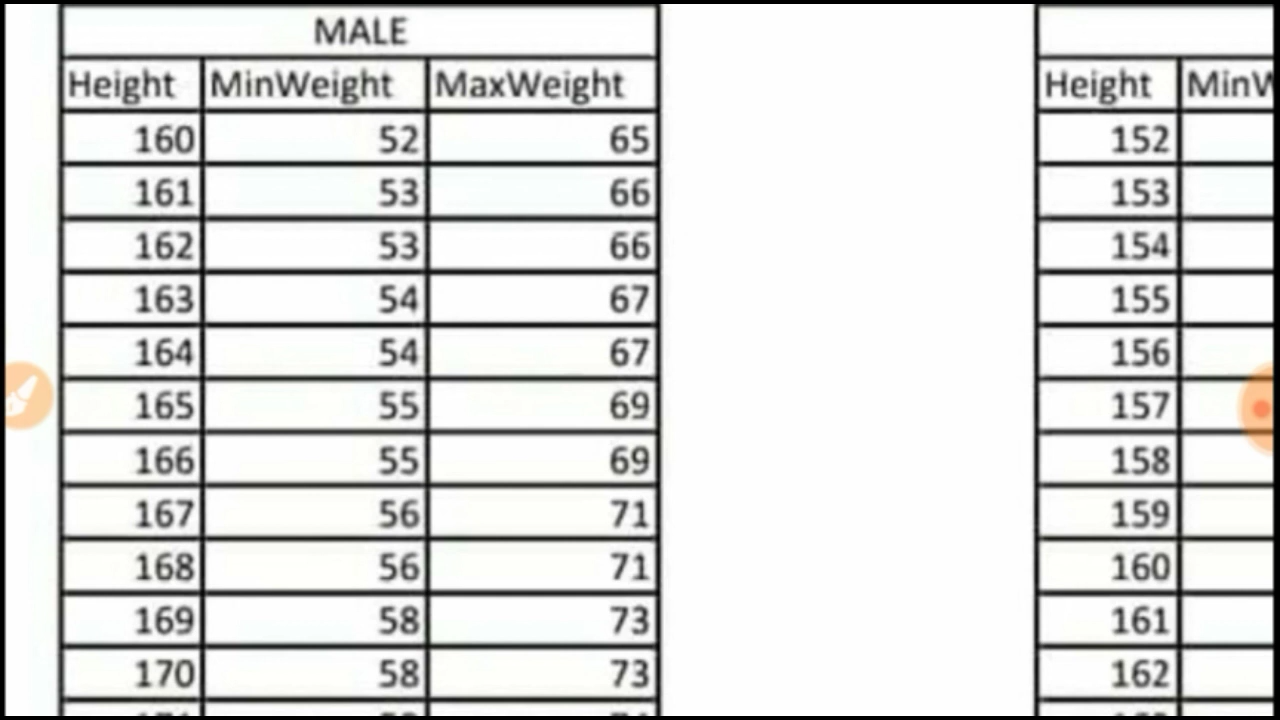 MALE
Height MinWeight MaxWeight
160 52 65
161 53 66
162 53 66
163 54 67
164 54 67
165 55 69
166 55 69
167 56 71
168 56 71
169 58 73
170 58 73
Height MinW
152
153
154
155
156
157
158
159
160
161
162